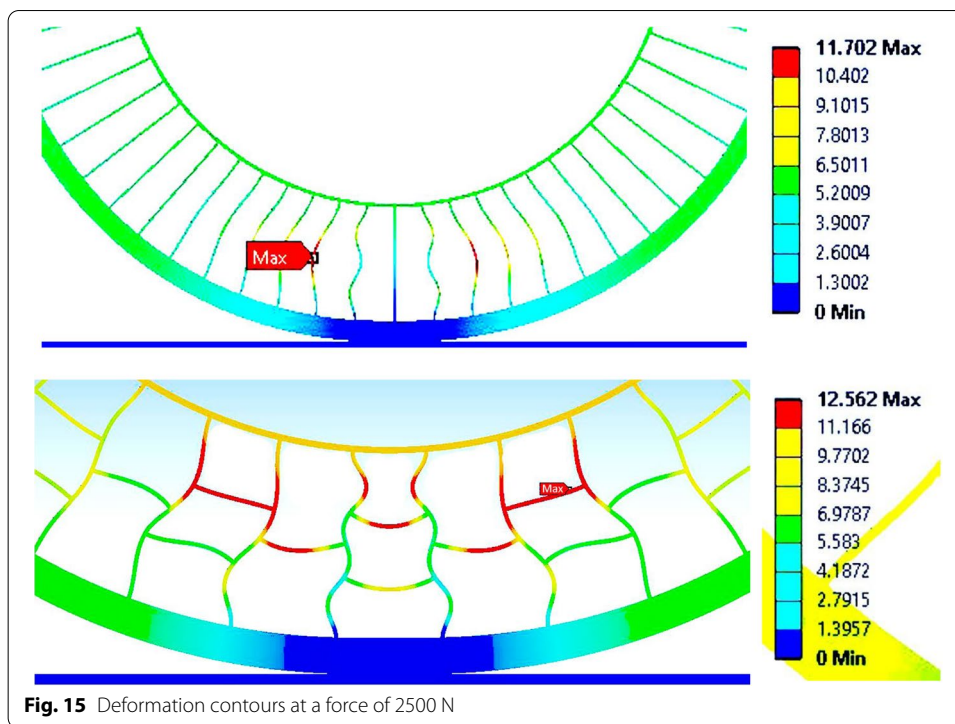 11.702 Max
10.402
9.1015
7.8013
6.5011
5.2009
3.9007
2.6004
1.3002
0 Min
Max
12.562 Max
11.166
9.7702
8.3745
6.9787
5.583
4.1872
2.7915
1.3957
0 Min
Max
Fig. 15 Deformation contours at a force of 2500 N